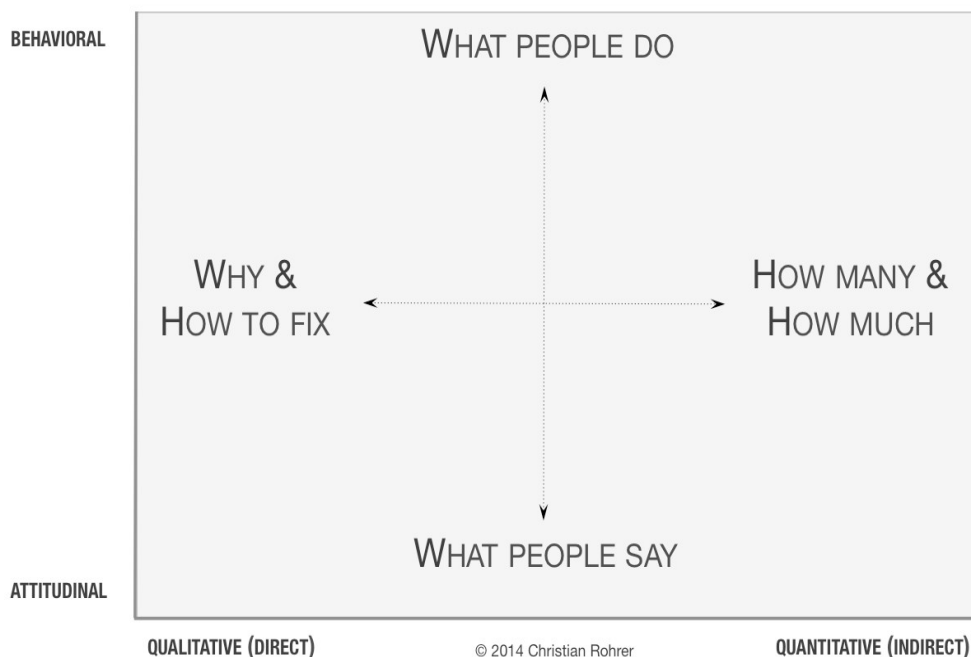 BEHAVIORAL
WHAT PEOPLE DO
WHY &
HOW TO FIX
HOW MANY &
HOW MUCH
WHAT PEOPLE SAY
ATTITUDINAL
QUALITATIVE (DIRECT)
© 2014 Christian Rohrer
QUANTITATIVE (INDIRECT)